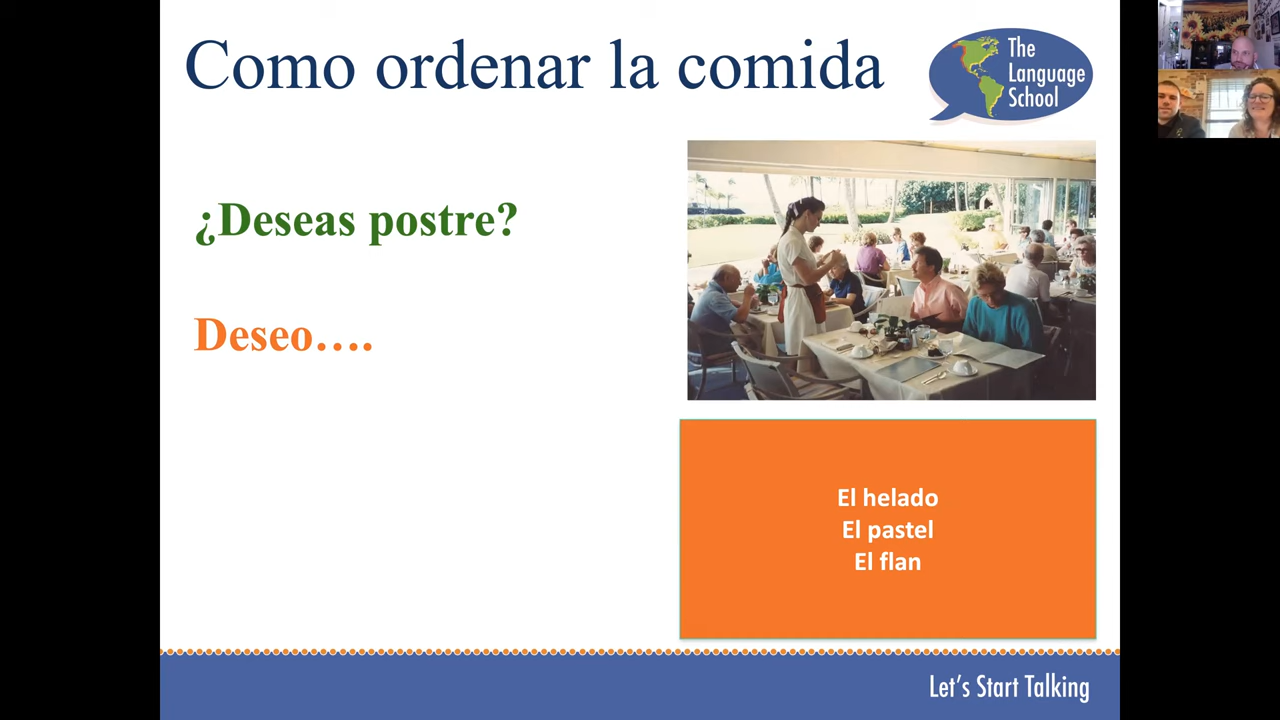 Como ordenar la comida
The
Language
School
¿Deseas postre?
Deseo….
El helado
El pastel
El flan
Let's Start Talking